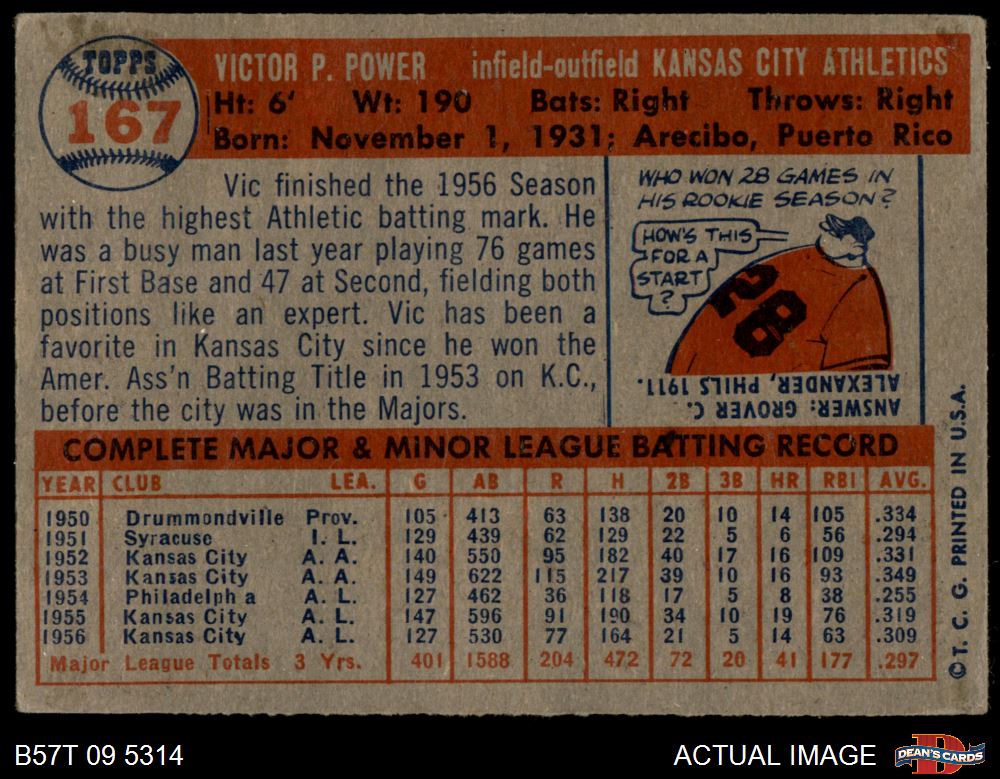 TOPPS
167
VICTOR P. POWER infield-outfield KANSAS CITY ATHLETICS
Ht: 6' Wt: 190 Bats: Right Throws: Right
Born: November 1, 1931; Arecibo, Puerto Rico
Vic finished the 1956 Season
with the highest Athletic batting mark. He
was a busy man last year playing 76 games
at First Base and 47 at Second, fielding both
positions like an expert. Vic has been a
favorite in Kansas City since he won the
Amer. Ass'n Batting Title in 1953 on K.C.,
before the city was in the Majors.
WHO WON 28 GAMES IN
HIS ROOKIE SEASON?
HOW'S THIS
FOR A
START
?
28
ANSWER: GROVER C.
ALEXANDER, PHILS 1911.
COMPLETE MAJOR & MINOR LEAGUE BATTING RECORD
YEAR CLUB LEA. G AB R H 2B 3B HR RBI AVG.
1950 Drummondville Prov. 105 413 63 138 20 10 14 105 .334
1951 Syracuse I. L. 129 439 62 129 22 5 6 56 .294
1952 Kansas City A. A. 140 550 95 182 40 17 16 109 .331
1953 Kansas City A. A. 149 622 115 217 39 10 16 93 .349
1954 Philadelph a A. L. 127 462 36 118 17 5 8 38 .255
1955 Kansas City A. L. 147 596 91 190 34 10 19 76 .319
1956 Kansas City A. L. 127 530 77 164 21 5 14 63 .309
Major League Totals 3 Yrs. 401 1588 204 472 72 20 41 177 .297
© T. C. G. PRINTED IN U.S.A.
B57T 09 5314
ACTUAL IMAGE
D
DEAN'S CARDS